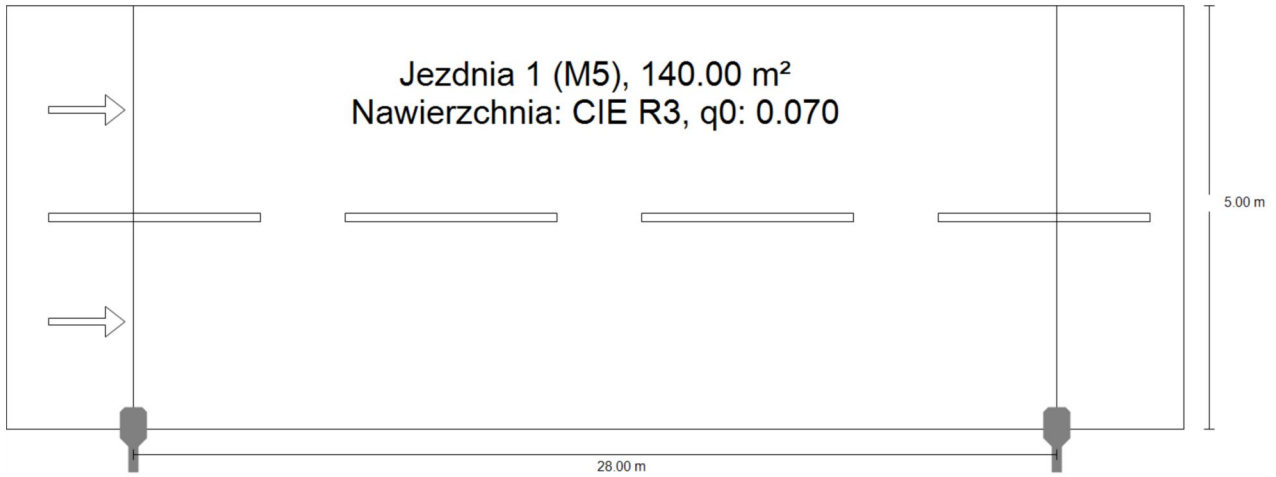 Jezdnia 1 (M5), 140.00 m²
Nawierzchnia: CIE R3, q0: 0.070
5.00 m
28.00 m